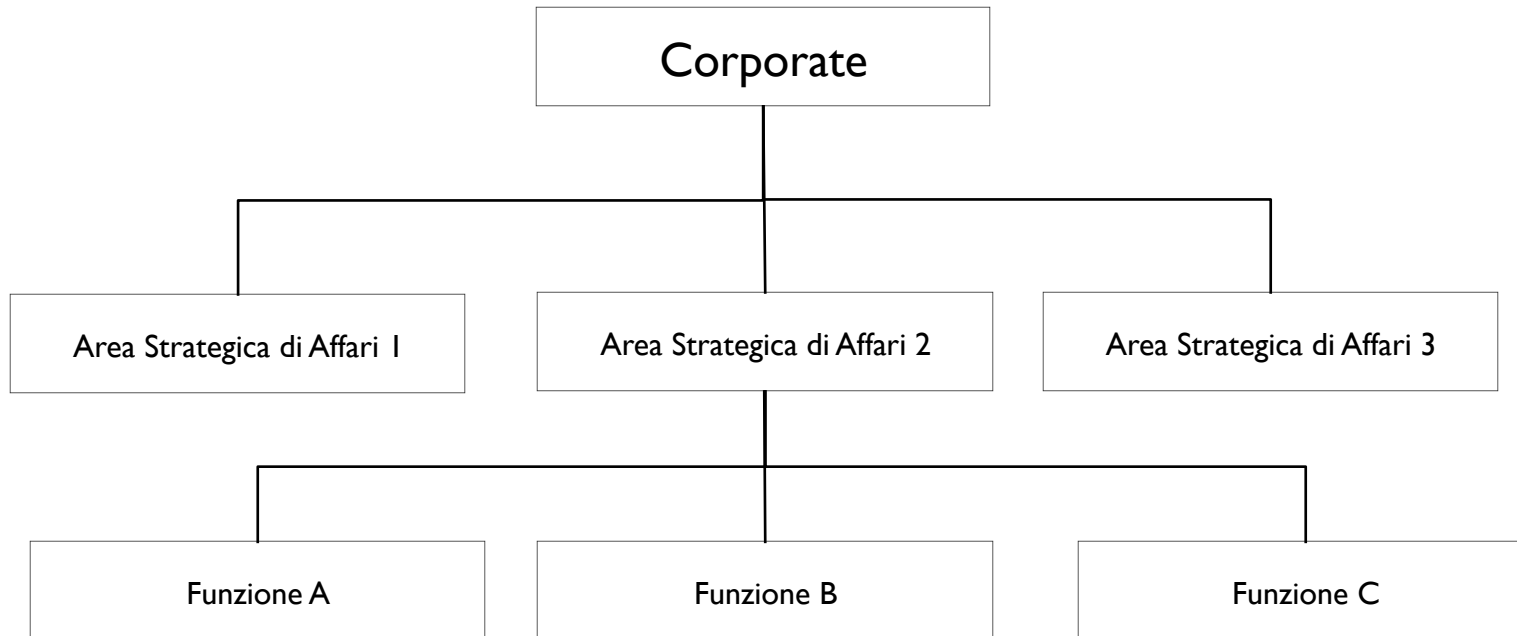 Corporate
Area Strategica di Affari 1
Area Strategica di Affari 2
Area Strategica di Affari 3
Funzione A
Funzione B
Funzione C